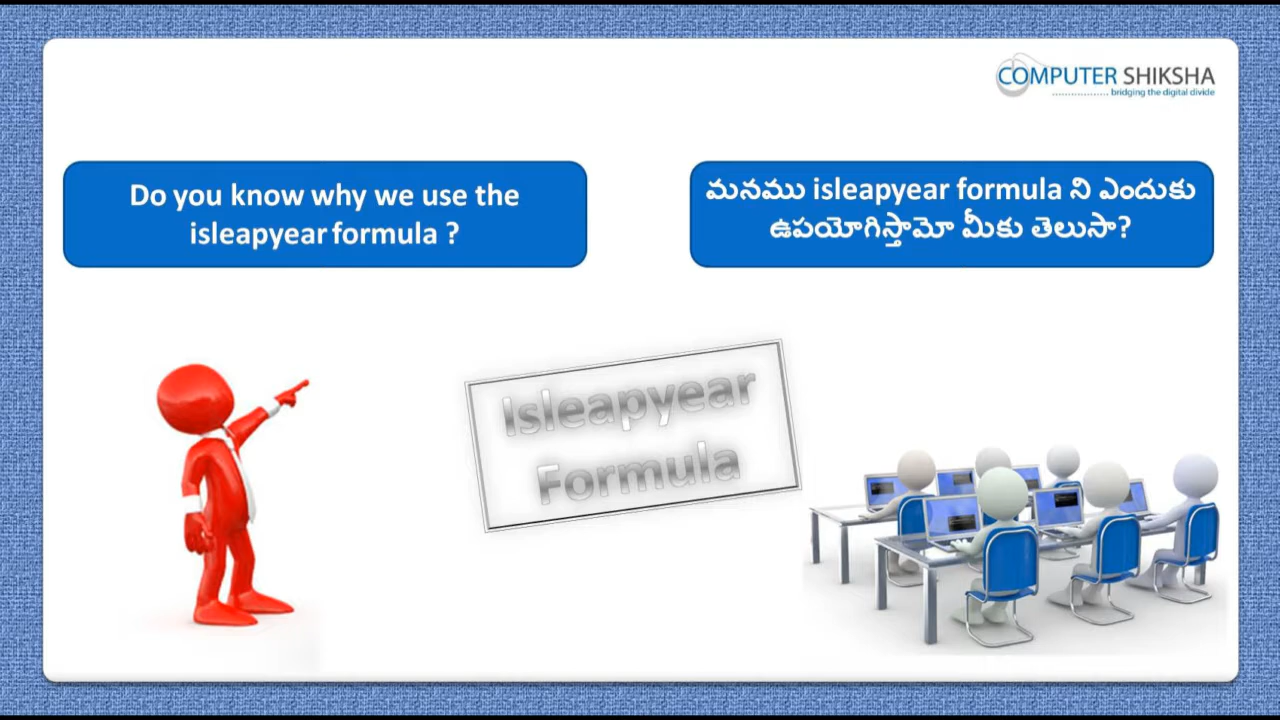 COMPUTER SHIKSHA
bridging the digital divide
Do you know why we use the
isleapyear formula ?
మనము isleapyear formula ని ఎందుకు
ఉపయోగిస్తామో మీకు తెలుసా?
Isleapyear
Formula